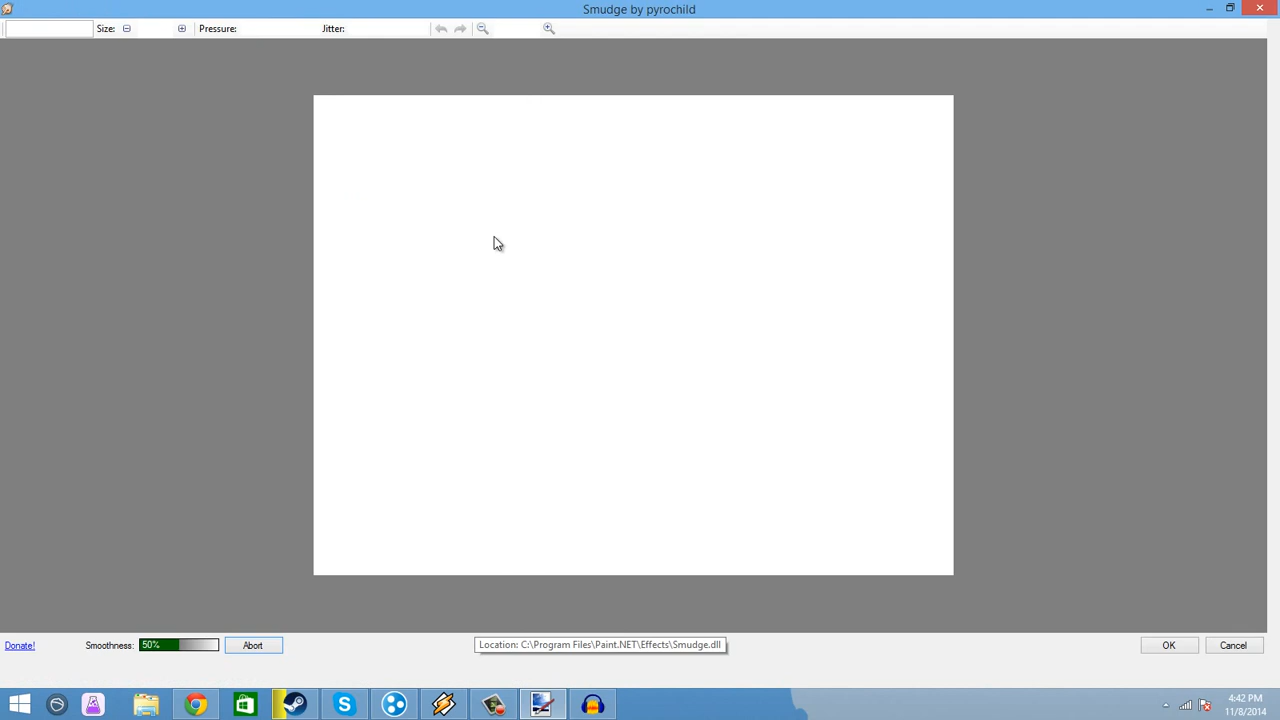 Smudge by pyrochild
Size: Pressure: Jitter:
Donate! Smoothness: 50% Abort Location: C:\Program Files\Paint.NET\Effects\Smudge.dll OK Cancel
4:42 PM
11/8/2014